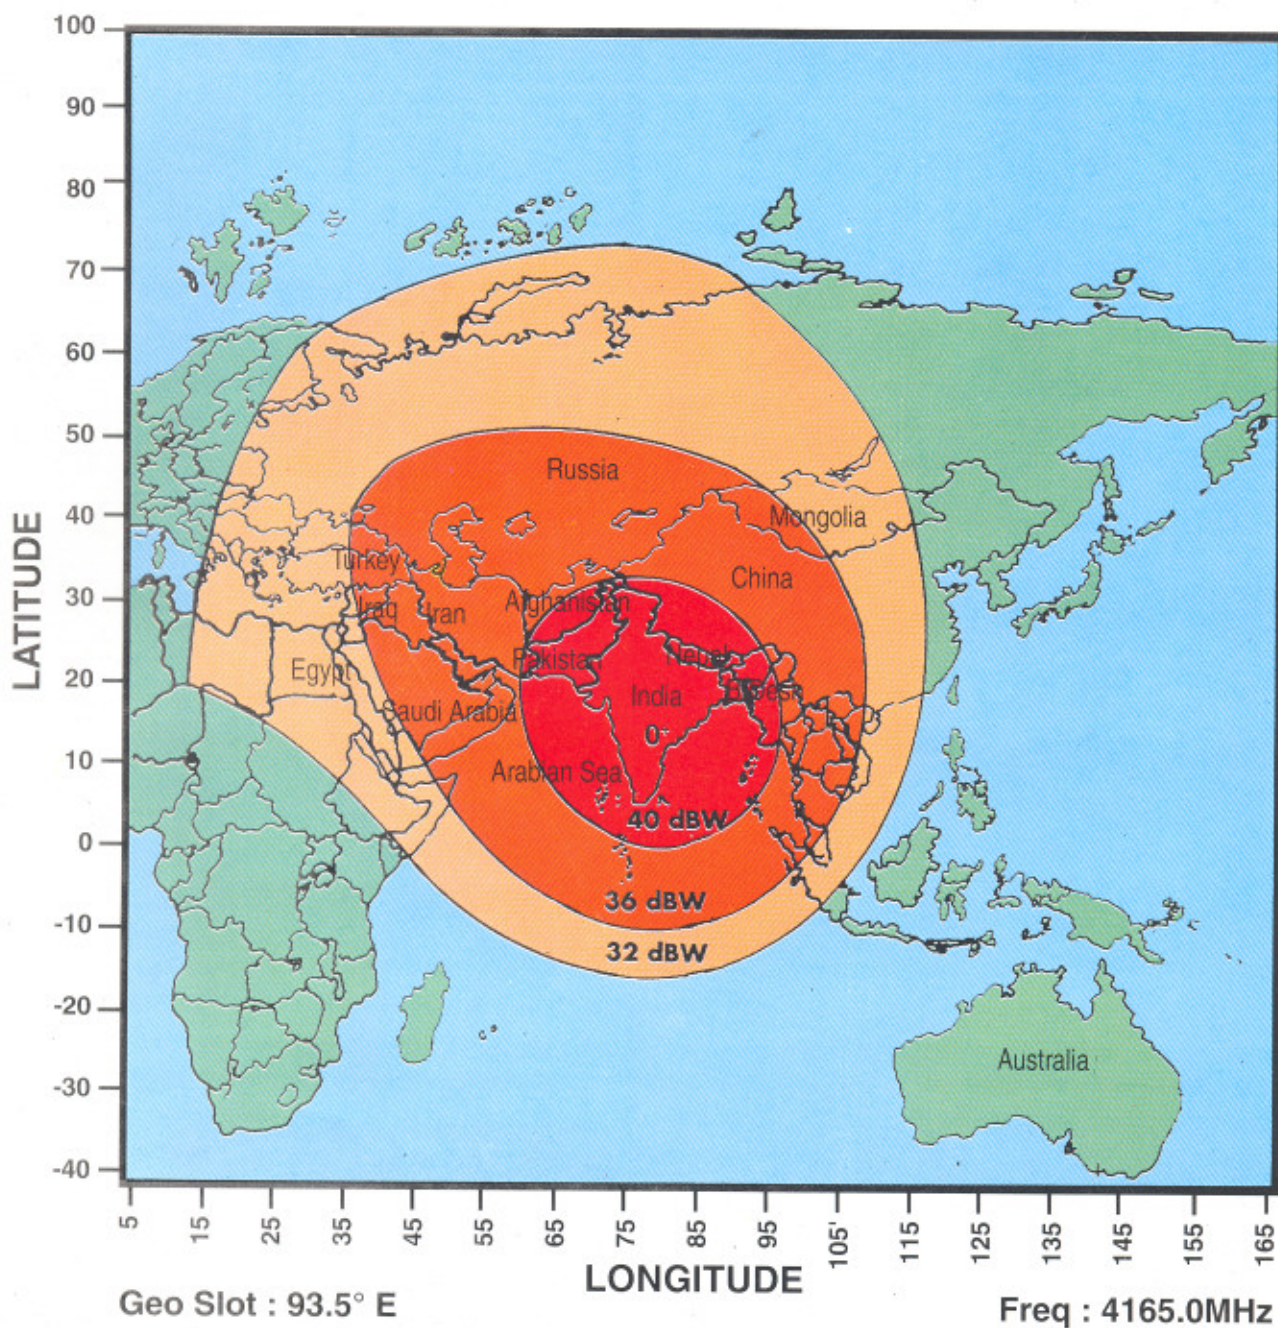 100
90
80
70
60
50
40
30
20
10
0
-10
-20
-30
-40
LATITUDE
Russia
Mongolia
Turkey
China
Iraq
Iran
Afghanistan
Pakistan
Nepal
Egypt
India
B'Desh
Saudi Arabia
0
Arabian Sea
40 dBW
36 dBW
32 dBW
Australia
5 15 25 35 45 55 65 75 85 95 105' 115 125 135 145 155 165
LONGITUDE
Geo Slot : 93.5° E
Freq : 4165.0MHz